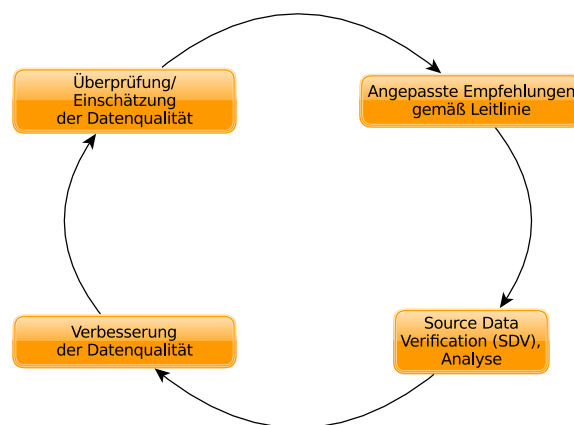 Überprüfung/
Einschätzung
der Datenqualität
Angepasste Empfehlungen
gemäß Leitlinie
Source Data
Verification (SDV),
Analyse
Verbesserung
der Datenqualität